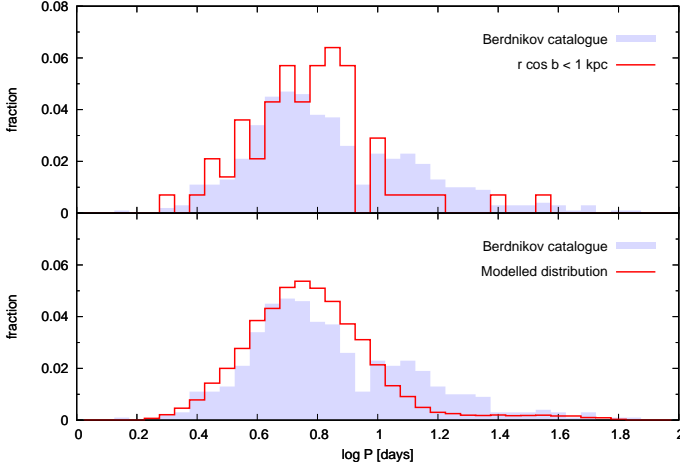 0.08
0.06
0.04
0.02
0
fraction
Berdnikov catalogue
r cos b < 1 kpc
0.06
0.04
0.02
0
fraction
Berdnikov catalogue
Modelled distribution
0 0.2 0.4 0.6 0.8 1 1.2 1.4 1.6 1.8 2
log P [days]